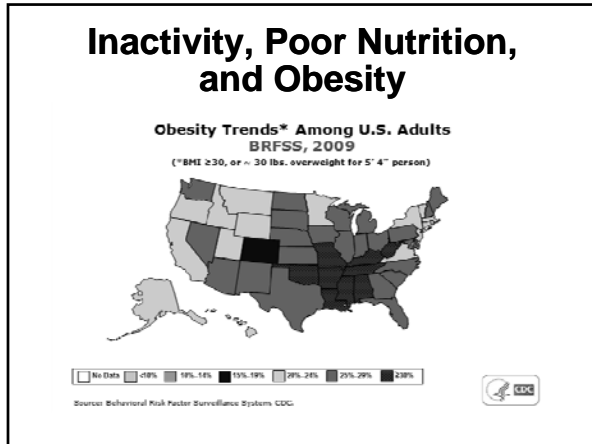 Inactivity, Poor Nutrition,
and Obesity
Obesity Trends* Among U.S. Adults
BRFSS, 2009
(*BMI ≥30, or ~ 30 lbs. overweight for 5' 4" person)
No Data <10% 10%–14% 15%–19% 20%–24% 25%–29% ≥30%
Source: Behavioral Risk Factor Surveillance System, CDC.
CDC